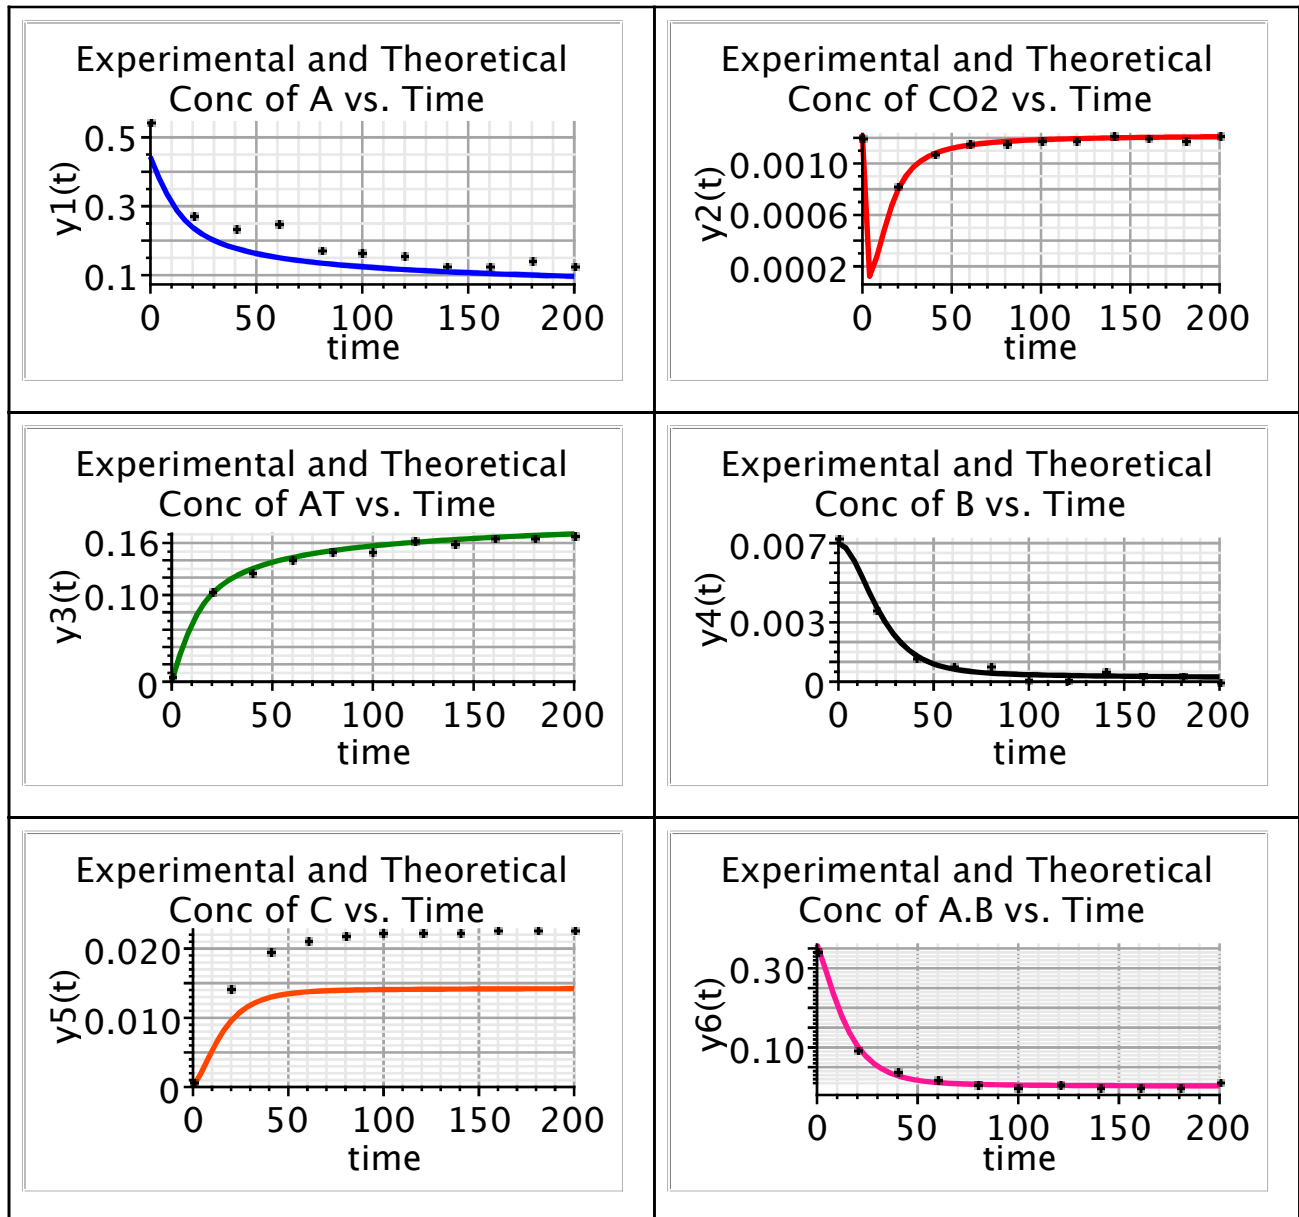 Experimental and Theoretical
Conc of A vs. Time
y1(t)
0.5
0.3
0.1
0 50 100 150 200
time
Experimental and Theoretical
Conc of CO2 vs. Time
y2(t)
0.0010
0.0006
0.0002
0 50 100 150 200
time
Experimental and Theoretical
Conc of AT vs. Time
y3(t)
0.16
0.10
0
0 50 100 150 200
time
Experimental and Theoretical
Conc of B vs. Time
y4(t)
0.007
0.003
0
0 50 100 150 200
time
Experimental and Theoretical
Conc of C vs. Time
y5(t)
0.020
0.010
0
0 50 100 150 200
time
Experimental and Theoretical
Conc of A.B vs. Time
y6(t)
0.30
0.10
0 50 100 150 200
time